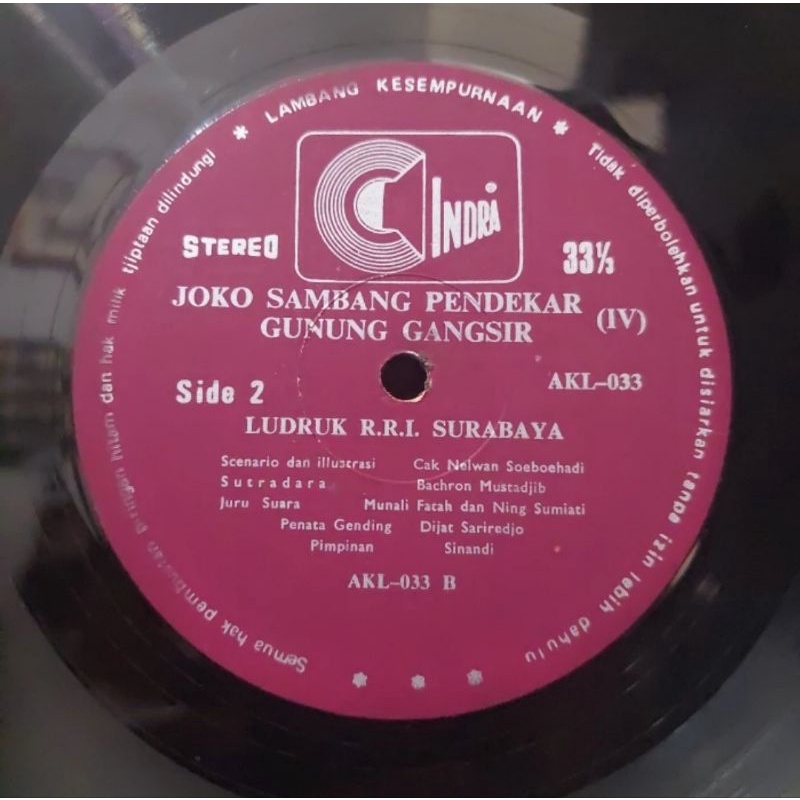 * LAMBANG KESEMPURNAAN *
INDRA
STEREO
33⅓
JOKO SAMBANG PENDEKAR
GUNUNG GANGSIR (IV)
Side 2
AKL–033
LUDRUK R.R.I. SURABAYA
Scenario dan illustrasi Cak Nelwan Soeboehadi
Sutradara Bachron Mustadjib
Juru Suara Munali Fatah dan Ning Sumiati
Penata Gending Dijat Sariredjo
Pimpinan Sinandi
AKL–033 B
Semua hak pembuatan piringan hitam dan hak milik tjiptaan dilindungi
Tidak diperbolehkan untuk disiarkan tanpa izin lebih dahulu
* * *